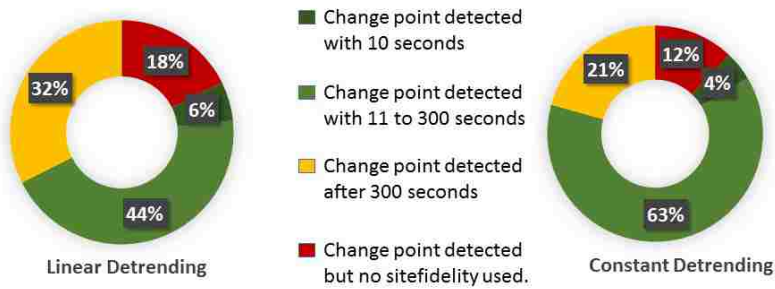 18%
32%
6%
44%
Linear Detrending
Change point detected
with 10 seconds
Change point detected
with 11 to 300 seconds
Change point detected
after 300 seconds
Change point detected
but no sitefidelity used.
12%
21%
4%
63%
Constant Detrending